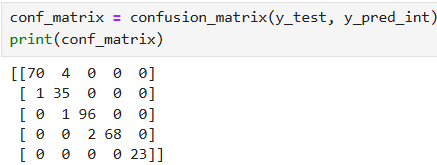 conf_matrix = confusion_matrix(y_test, y_pred_int)
print(conf_matrix)
[[70  4  0  0  0]
 [ 1 35  0  0  0]
 [ 0  1 96  0  0]
 [ 0  0  2 68  0]
 [ 0  0  0  0 23]]